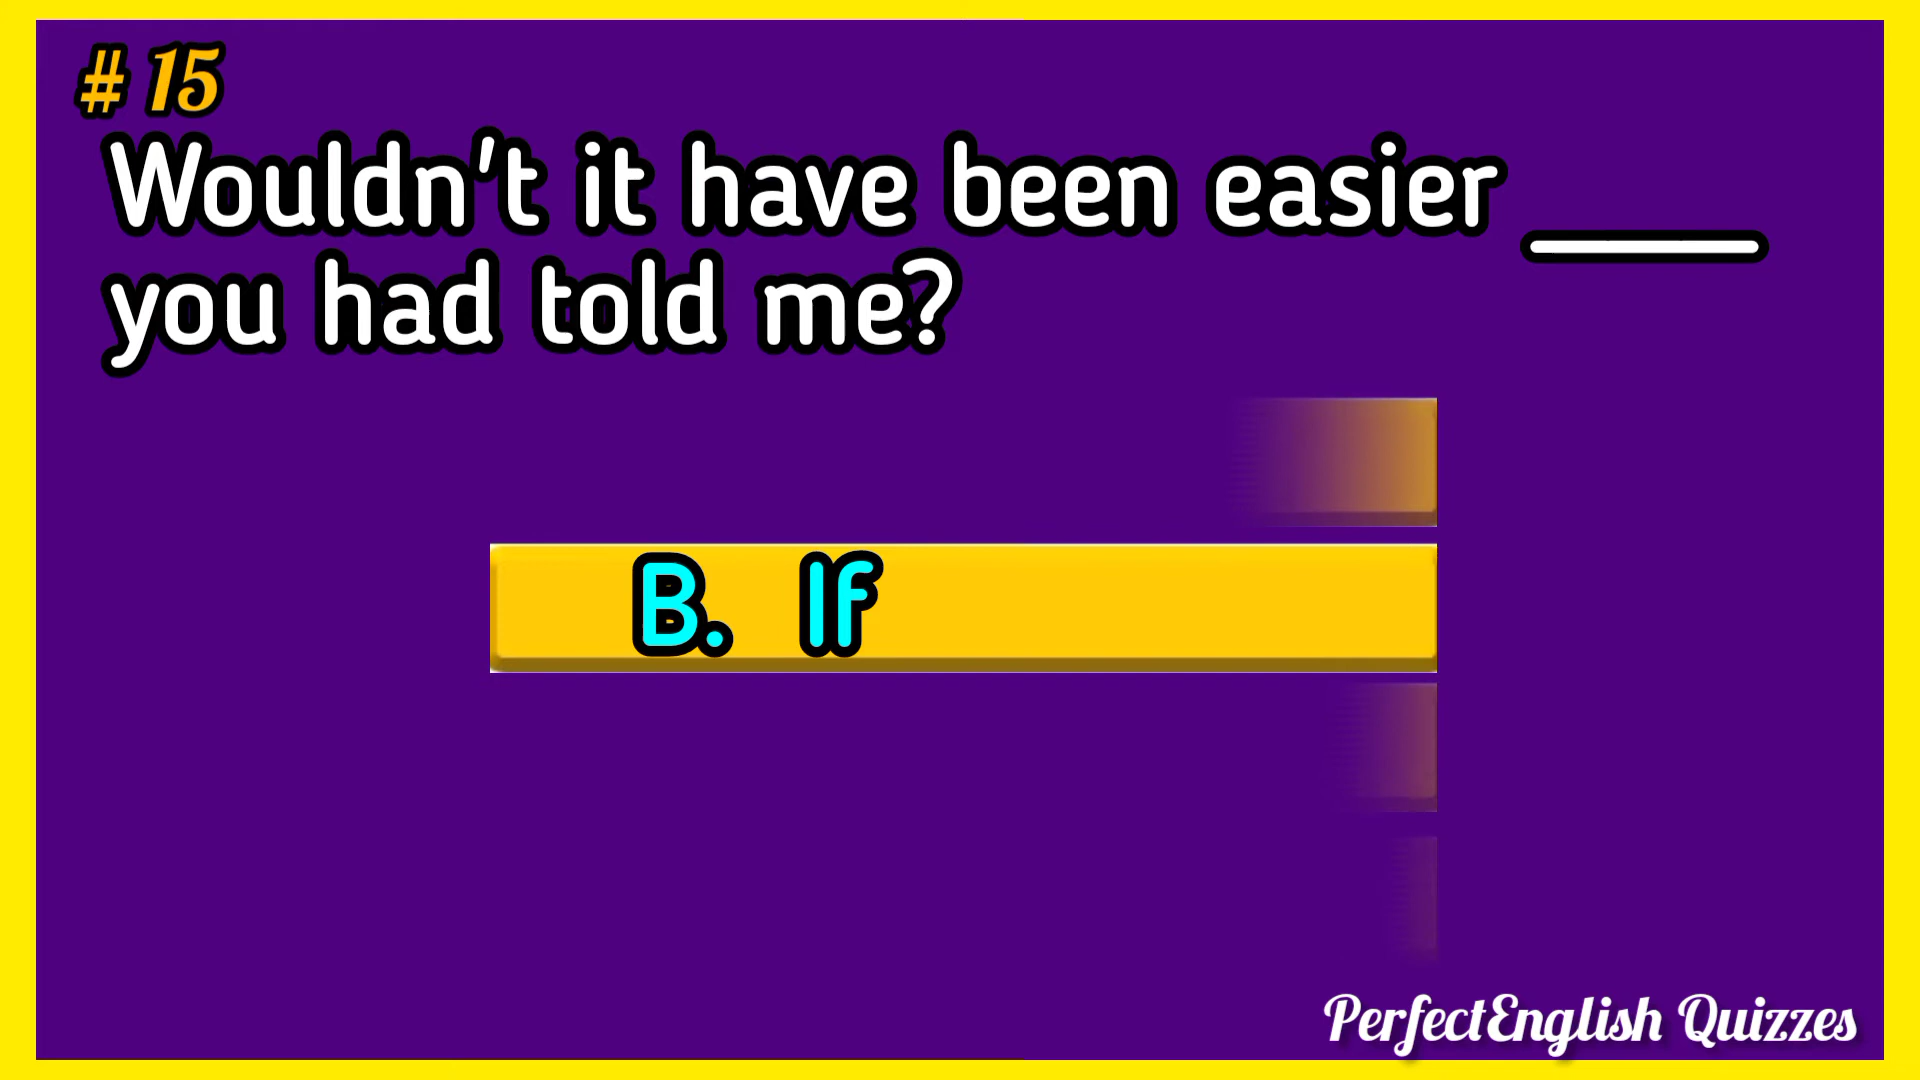 # 15
Wouldn't it have been easier ____
you had told me?
B. If
PerfectEnglish Quizzes